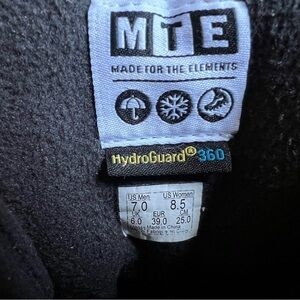 MTE
MADE FOR THE ELEMENTS
HydroGuard® 360
US Men US Women
7.0 8.5
UK EUR CM
6.0 39.0 25.0
Made in China